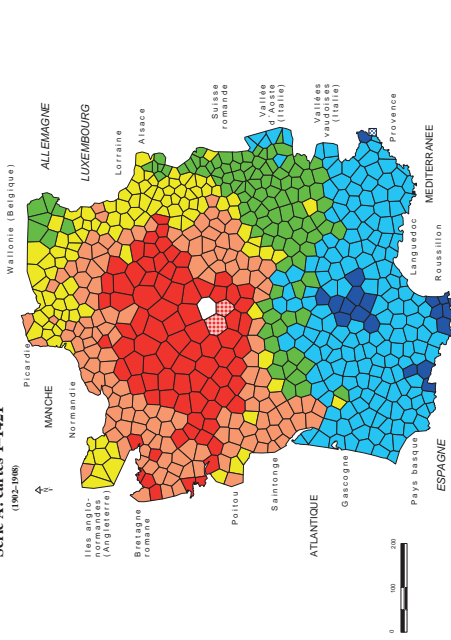 (1902–1908)
N
Wallonie (Belgique)
ALLEMAGNE
LUXEMBOURG
Lorraine
Alsace
Suisse
romande
Vallée
d'Aoste
(Italie)
Vallées
vaudoises
(Italie)
Provence
MEDITERRANEE
Languedoc
Roussillon
Picardie
MANCHE
Normandie
Iles anglo-
normandes
(Angleterre)
Bretagne
romane
Poitou
Saintonge
ATLANTIQUE
Gascogne
Pays basque
ESPAGNE
0 100 200